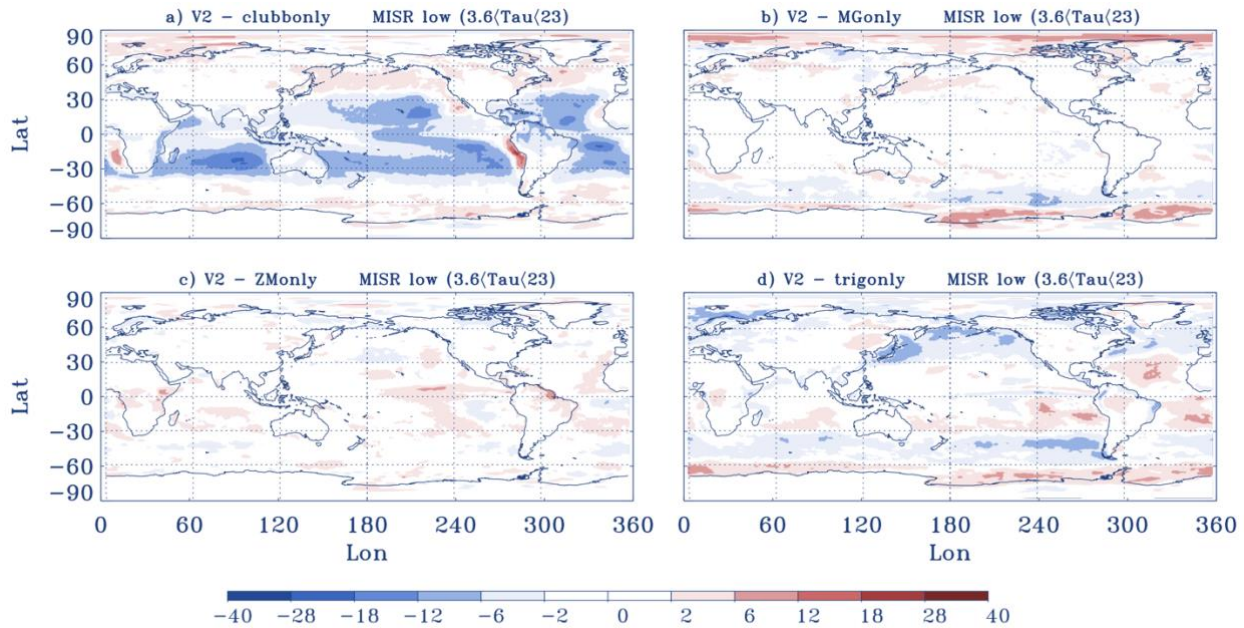 a) V2 – clubbonly MISR low (3.6⟨Tau⟨23)
b) V2 – MGonly MISR low (3.6⟨Tau⟨23)
90
60
30
0
−30
−60
−90
Lat
c) V2 – ZMonly MISR low (3.6⟨Tau⟨23)
d) V2 – trigonly MISR low (3.6⟨Tau⟨23)
90
60
30
0
−30
−60
−90
Lat
0 60 120 180 240 300 360
0 60 120 180 240 300 360
Lon
Lon
−40 −28 −18 −12 −6 −2 0 2 6 12 18 28 40